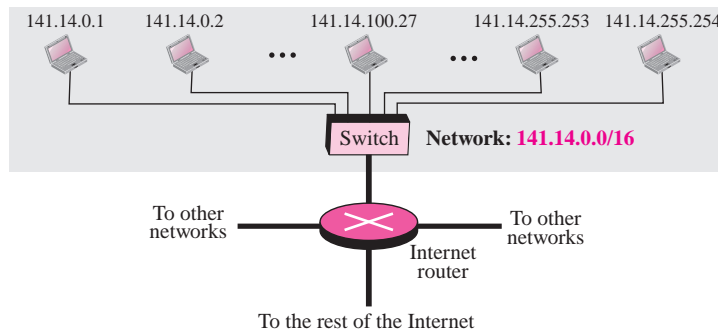 141.14.0.1 141.14.0.2 141.14.100.27 141.14.255.253 141.14.255.254
Switch Network: 141.14.0.0/16
To other
networks
To other
networks
Internet
router
To the rest of the Internet